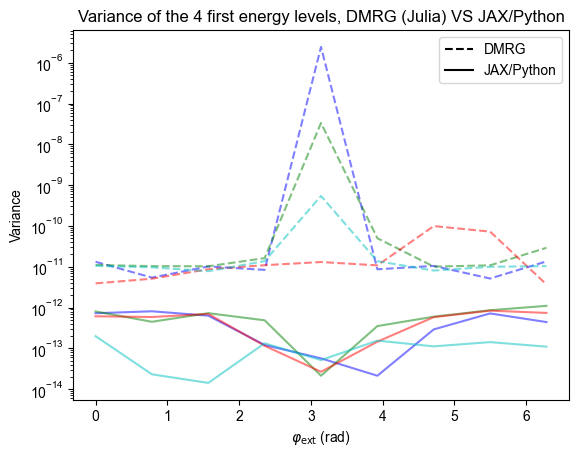 Variance of the 4 first energy levels, DMRG (Julia) VS JAX/Python
DMRG
JAX/Python
Variance
10⁻⁶
10⁻⁷
10⁻⁸
10⁻⁹
10⁻¹⁰
10⁻¹¹
10⁻¹²
10⁻¹³
10⁻¹⁴
0 1 2 3 4 5 6
φext (rad)